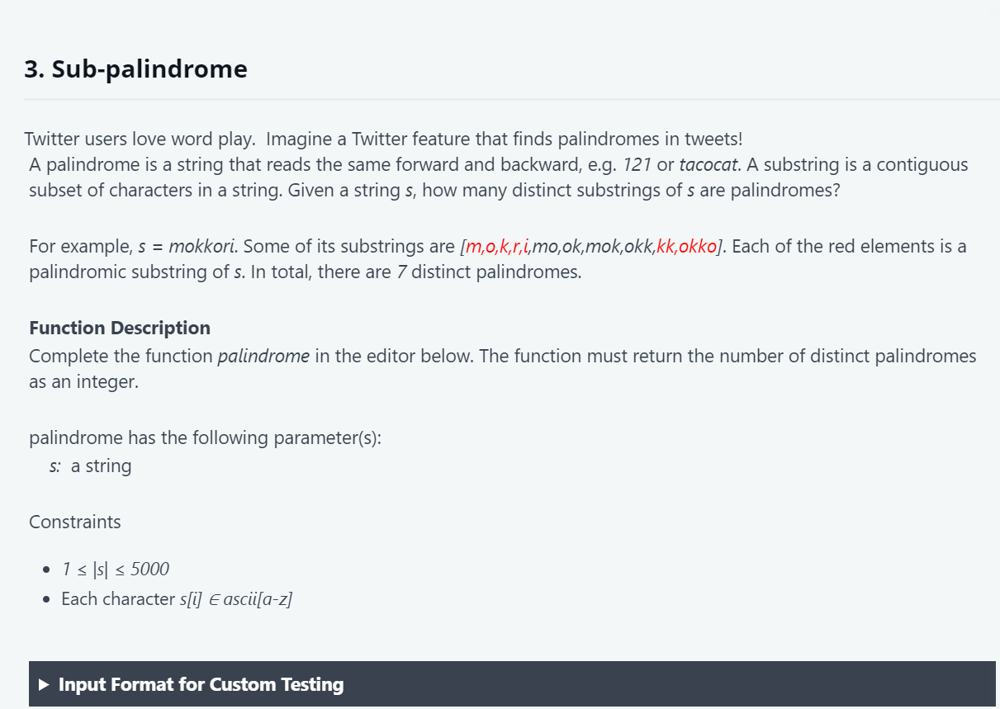 3. Sub-palindrome
Twitter users love word play.  Imagine a Twitter feature that finds palindromes in tweets!
A palindrome is a string that reads the same forward and backward, e.g. 121 or tacocat. A substring is a contiguous
subset of characters in a string. Given a string s, how many distinct substrings of s are palindromes?
For example, s = mokkori. Some of its substrings are [m,o,k,r,i,mo,ok,mok,okk,kk,okko]. Each of the red elements is a
palindromic substring of s. In total, there are 7 distinct palindromes.
Function Description
Complete the function palindrome in the editor below. The function must return the number of distinct palindromes
as an integer.
palindrome has the following parameter(s):
s:  a string
Constraints
• 1 ≤ |s| ≤ 5000
• Each character s[i] ∈ ascii[a-z]
▶ Input Format for Custom Testing